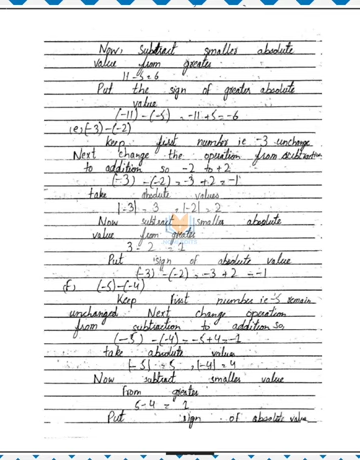 Now, Subtract smaller absolute
value from greater
11-5=6
Put the sign of greater absolute
value
(-11) - (-5) = -11+5=-6
(e) (-3)-(-2)
Keep first number ie -3 unchange
Next change the operation from subtraction
to addition so -2 to +2
(-3) -(-2) = -3 +2 = -1
take absolute values
|-3| = 3 |-2| = 2
Now subtract smaller absolute
value from greater
3 - 2 = 1
Put sign of absolute value
(-3) -(-2) = -3 +2 = -1
(f) (-5)-(-4)
Keep first number ie -5 remain
unchanged Next change operation
from subtraction to addition so,
(-5) -(-4) = -5+4=-1
take absolute values
|-5| = 5 , |-4| = 4
Now subtract smaller value
from greater
5-4 = 1
Put sign of absolute value